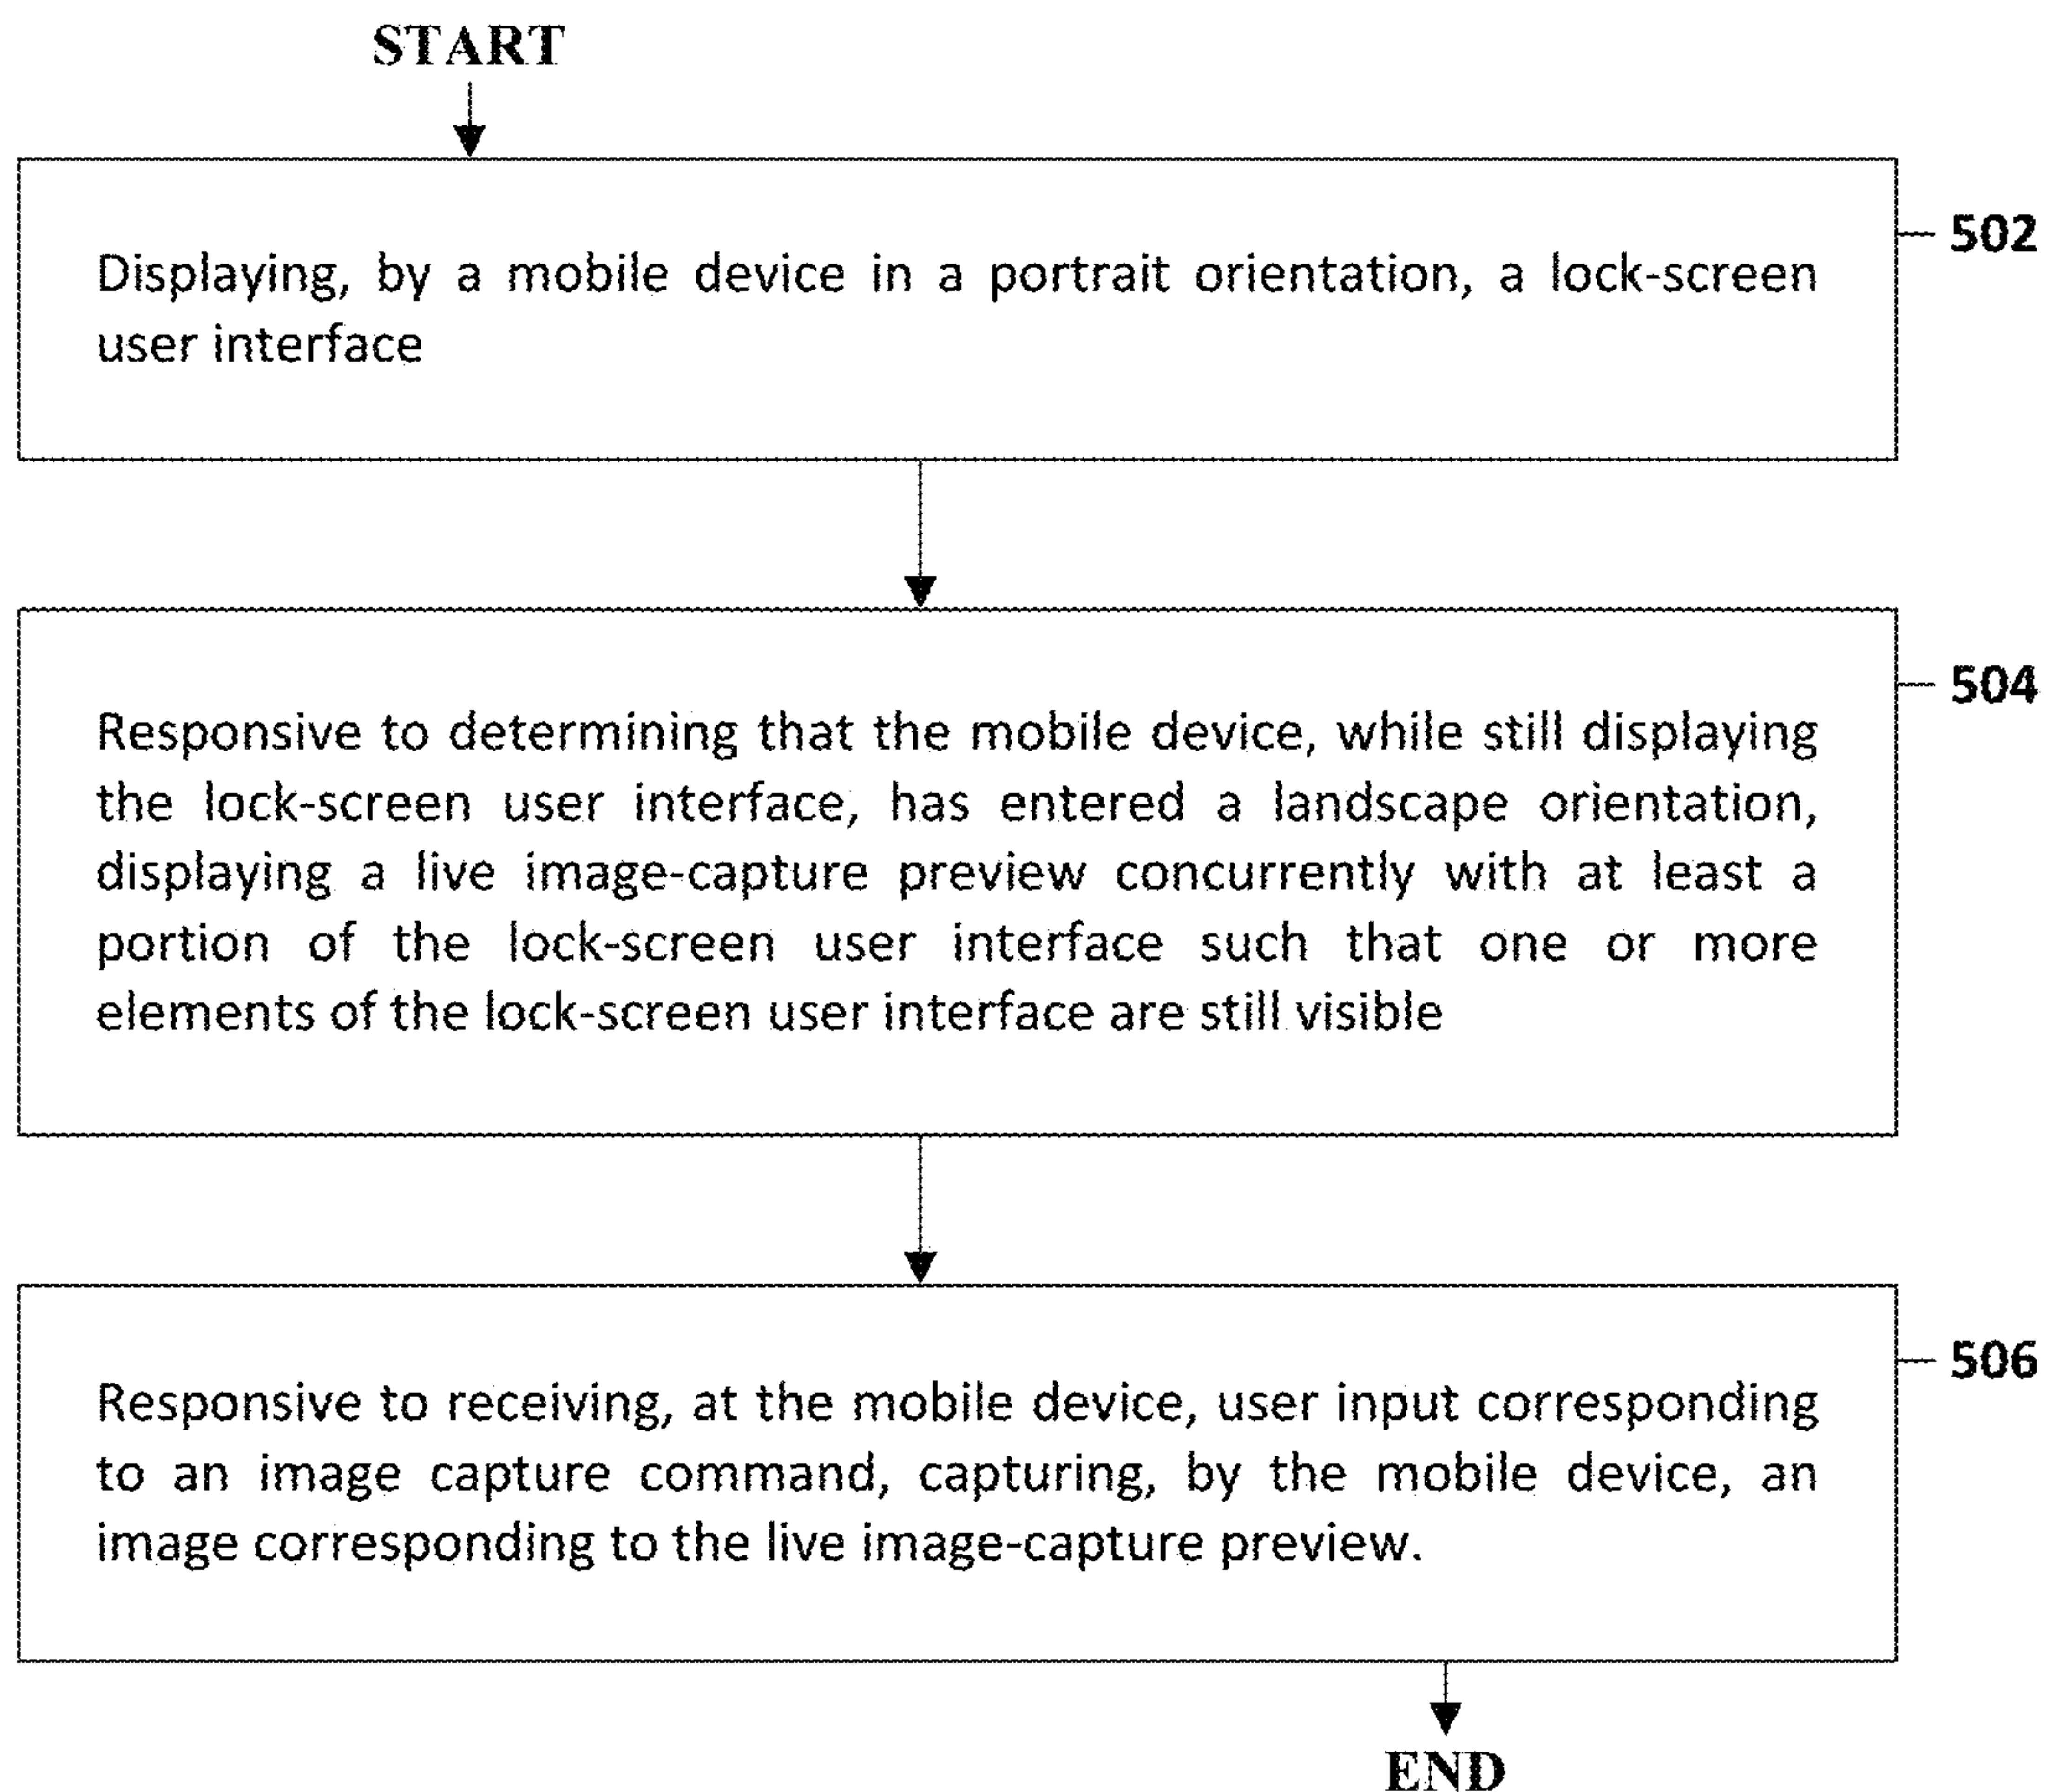 START
502
Displaying, by a mobile device in a portrait orientation, a lock-screen
user interface
504
Responsive to determining that the mobile device, while still displaying
the lock-screen user interface, has entered a landscape orientation,
displaying a live image-capture preview concurrently with at least a
portion of the lock-screen user interface such that one or more
elements of the lock-screen user interface are still visible
506
Responsive to receiving, at the mobile device, user input corresponding
to an image capture command, capturing, by the mobile device, an
image corresponding to the live image-capture preview.
END